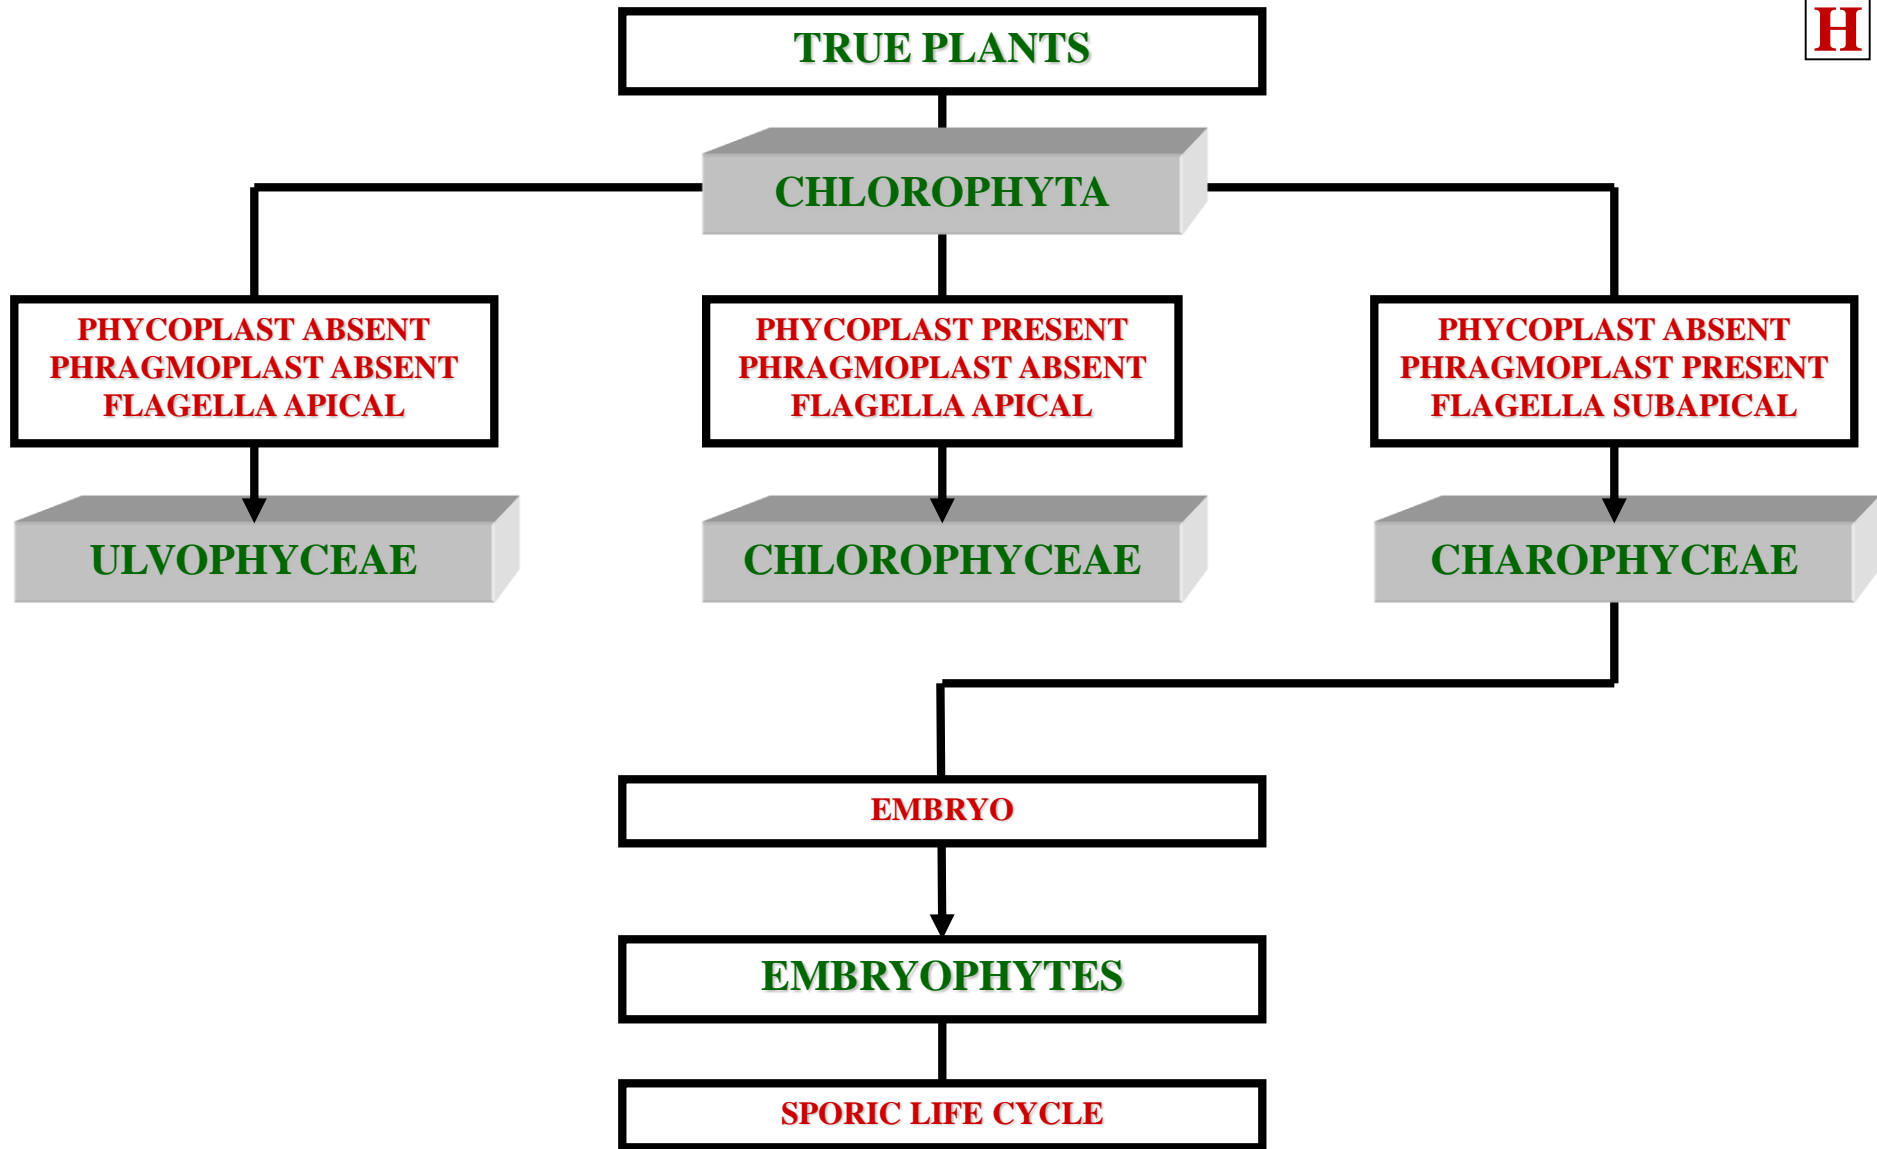 H
TRUE PLANTS
CHLOROPHYTA
PHYCOPLAST ABSENT
PHRAGMOPLAST ABSENT
FLAGELLA APICAL
PHYCOPLAST PRESENT
PHRAGMOPLAST ABSENT
FLAGELLA APICAL
PHYCOPLAST ABSENT
PHRAGMOPLAST PRESENT
FLAGELLA SUBAPICAL
ULVOPHYCEAE
CHLOROPHYCEAE
CHAROPHYCEAE
EMBRYO
EMBRYOPHYTES
SPORIC LIFE CYCLE